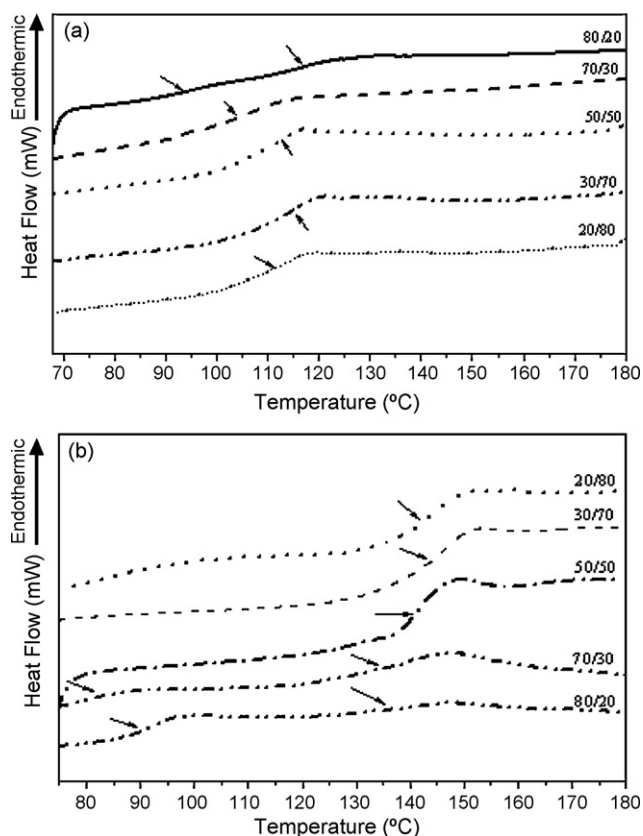 (a)
Endothermic
Heat Flow (mW)
80/20
70/30
50/50
30/70
20/80
70 80 90 100 110 120 130 140 150 160 170 180
Temperature (ºC)
(b)
Endothermic
Heat Flow (mW)
20/80
30/70
50/50
70/30
80/20
80 90 100 110 120 130 140 150 160 170 180
Temperature (ºC)